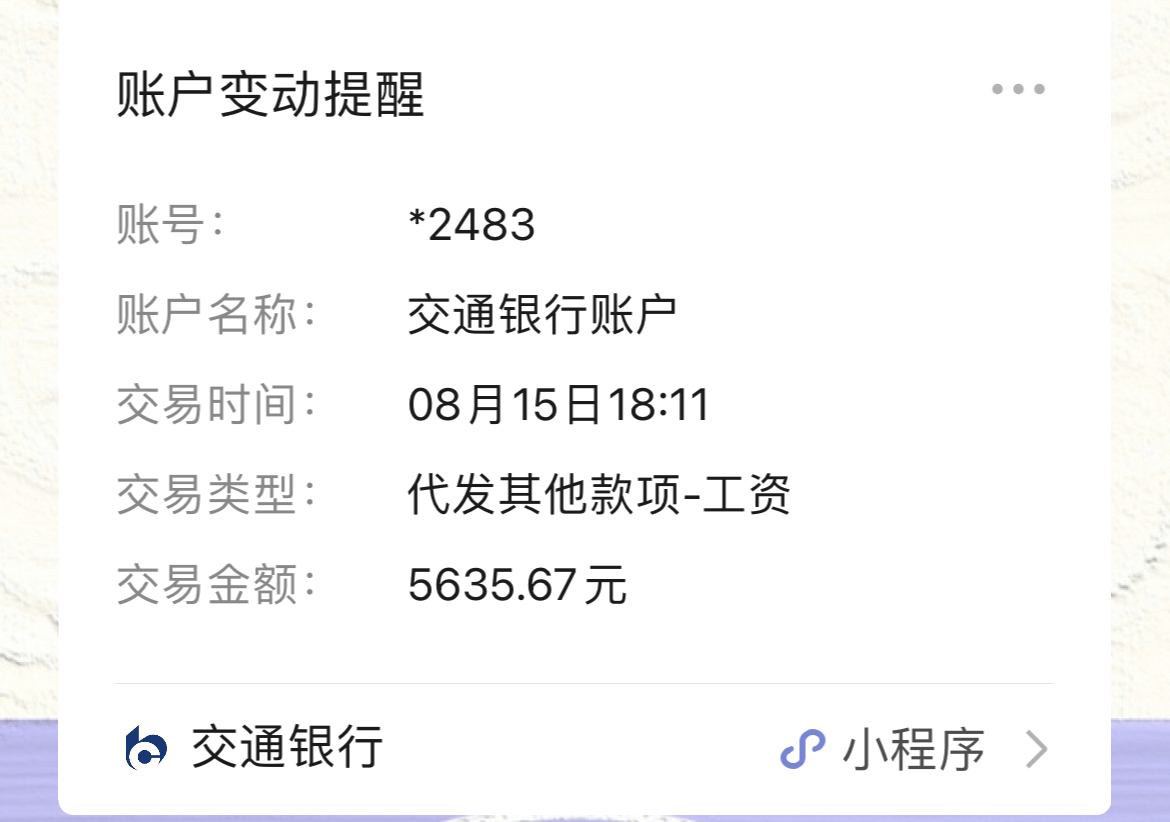 账户变动提醒
账号： *2483
账户名称： 交通银行账户
交易时间： 08月15日18:11
交易类型： 代发其他款项-工资
交易金额： 5635.67元
交通银行 小程序